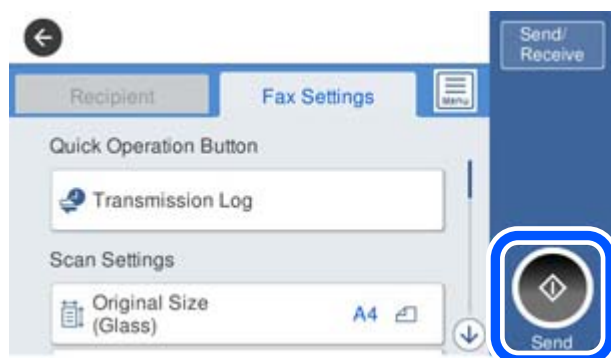 Send/
Receive
Recipient
Fax Settings
Menu
Quick Operation Button
Transmission Log
Scan Settings
Original Size
(Glass)
A4
Send